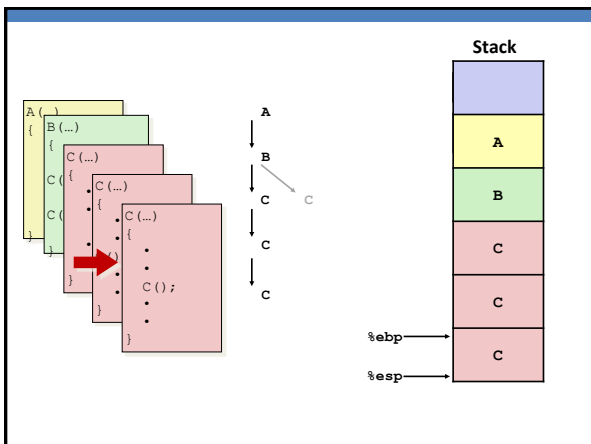 Stack
A(…)
{
}
B(…)
{
C(
C(
}
C(…)
{
•
•
}
C(…)
{
•
•
()
•
•
}
C(…)
{
•
•
C();
•
•
}
A
B
C C
C
C
A
B
C
C
%ebp
C
%esp